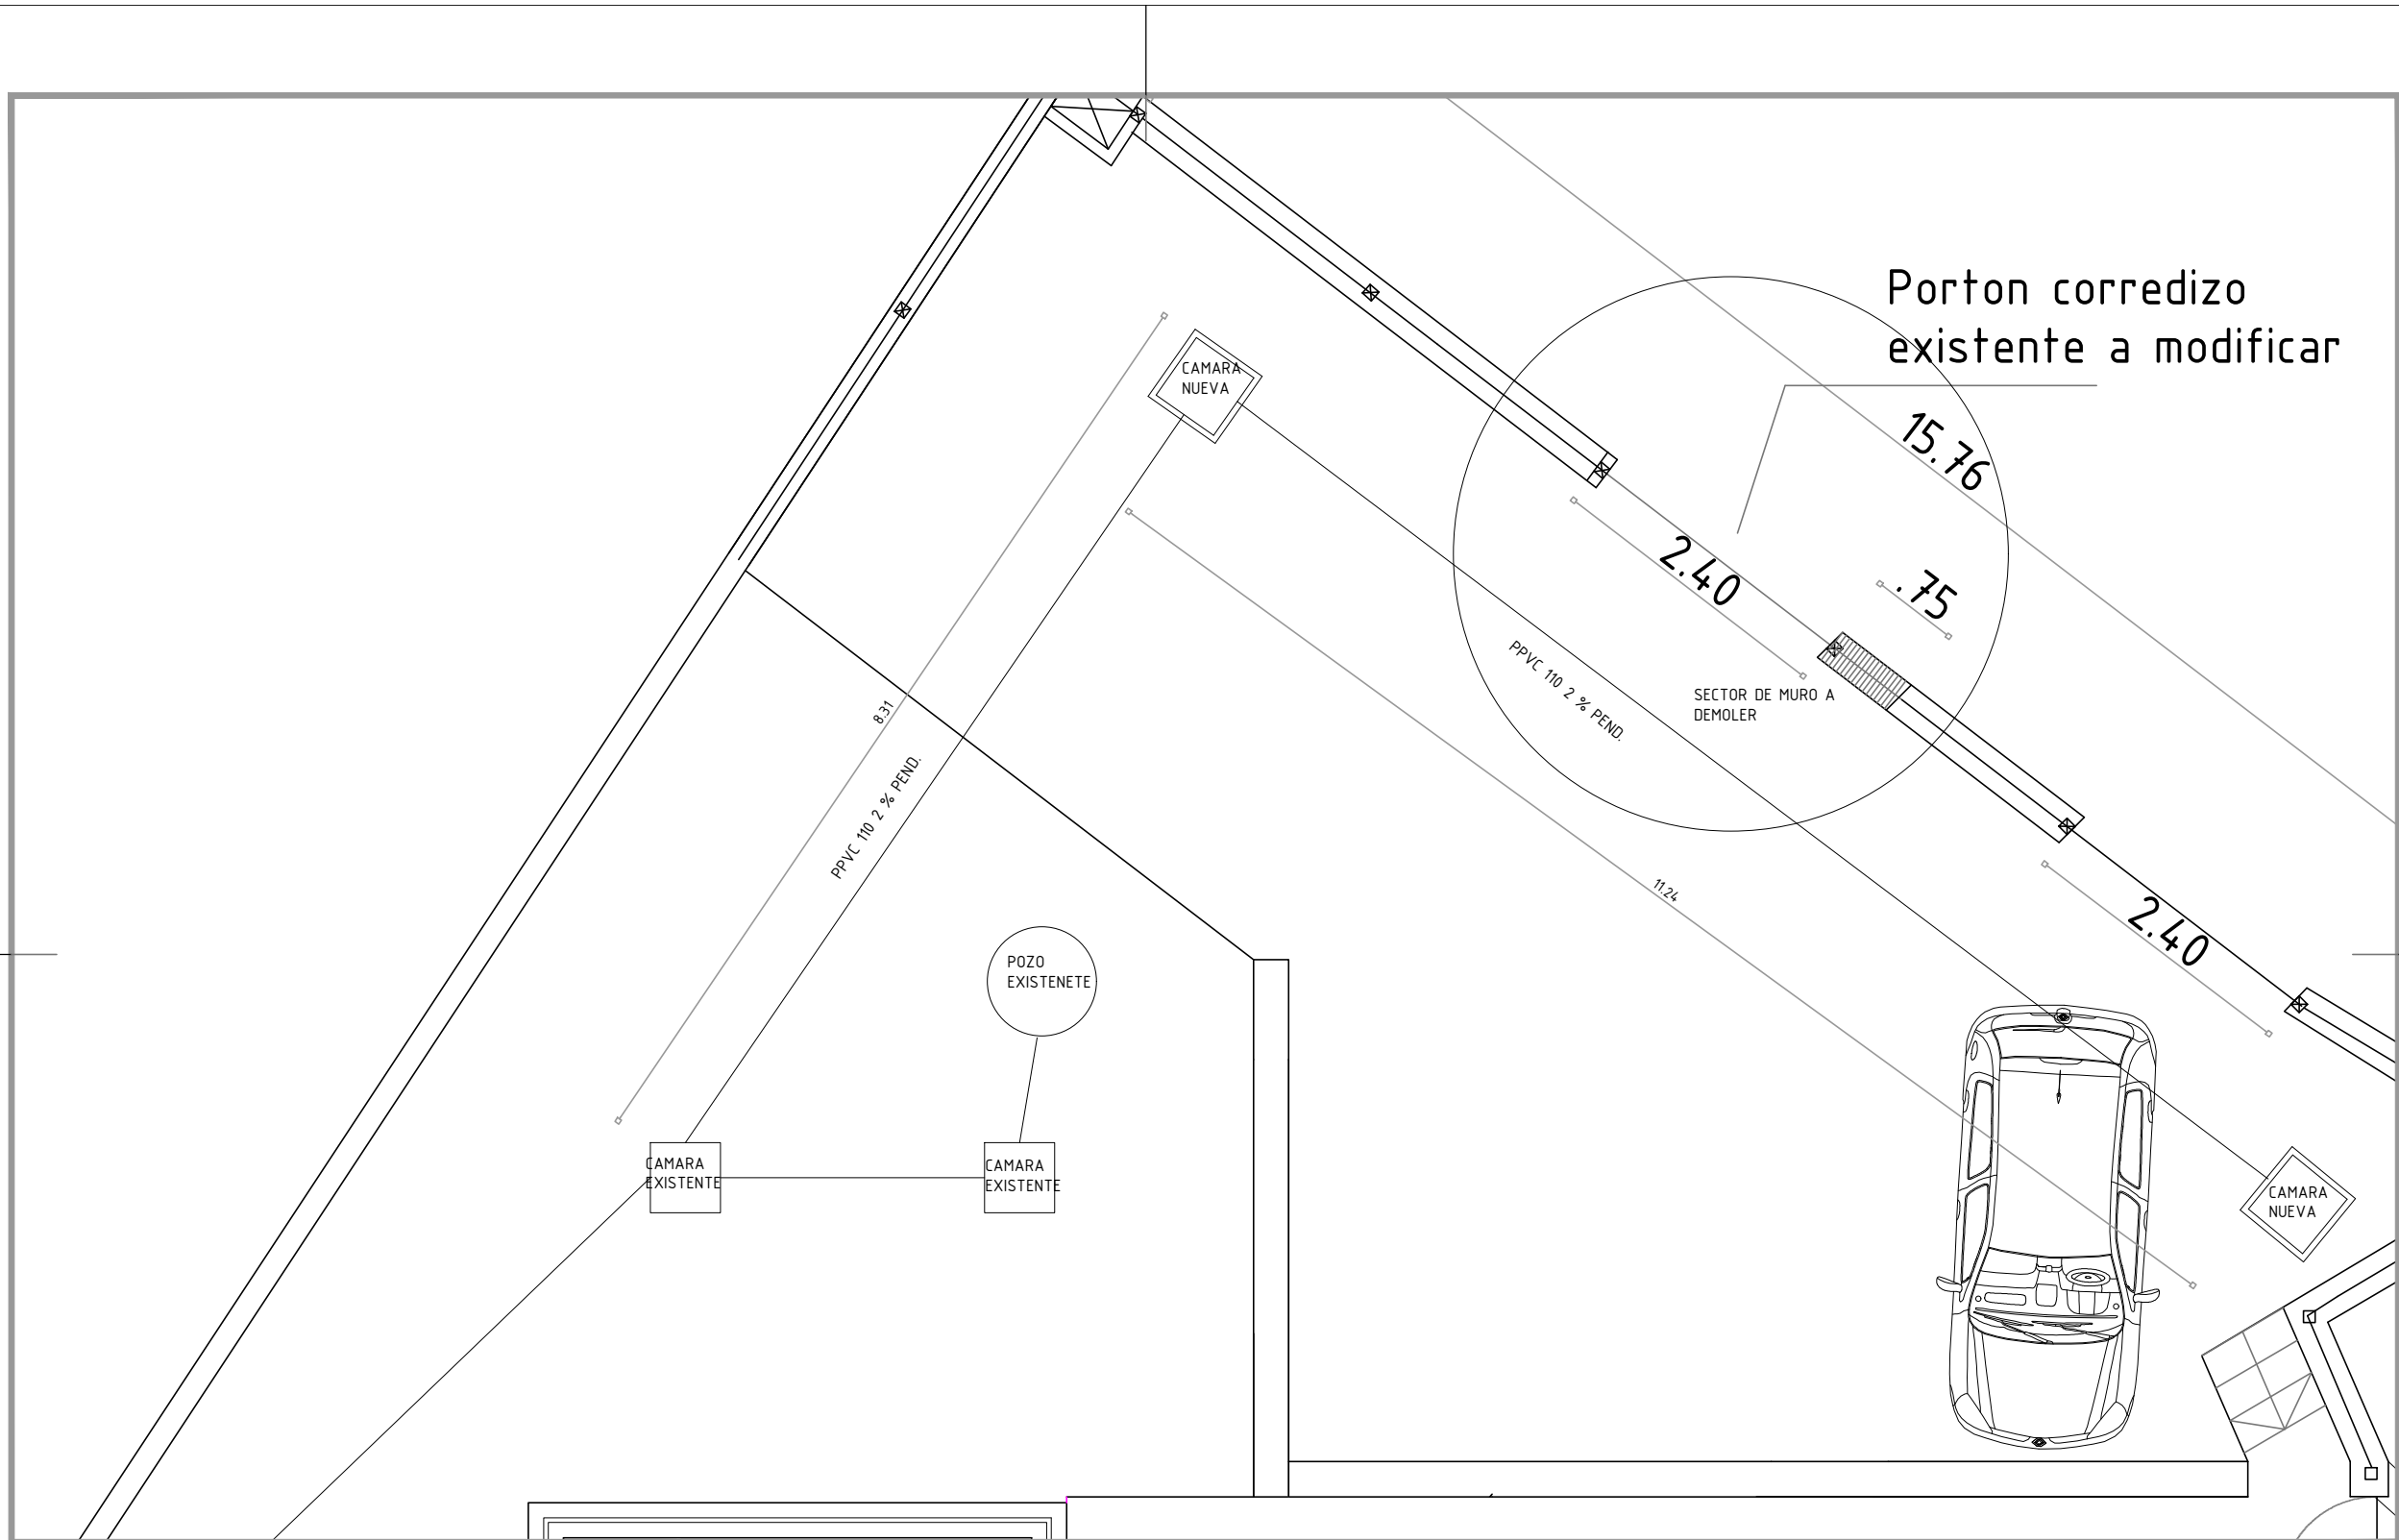 Porton corredizo
existente a modificar
CAMARA
NUEVA
15.76
2.40
.75
PPVC 110 2 % PEND.
SECTOR DE MURO A
DEMOLER
8.31
PPVC 110 2 % PEND.
11.24
2.40
POZO
EXISTENETE
CAMARA
EXISTENTE
CAMARA
EXISTENTE
CAMARA
NUEVA